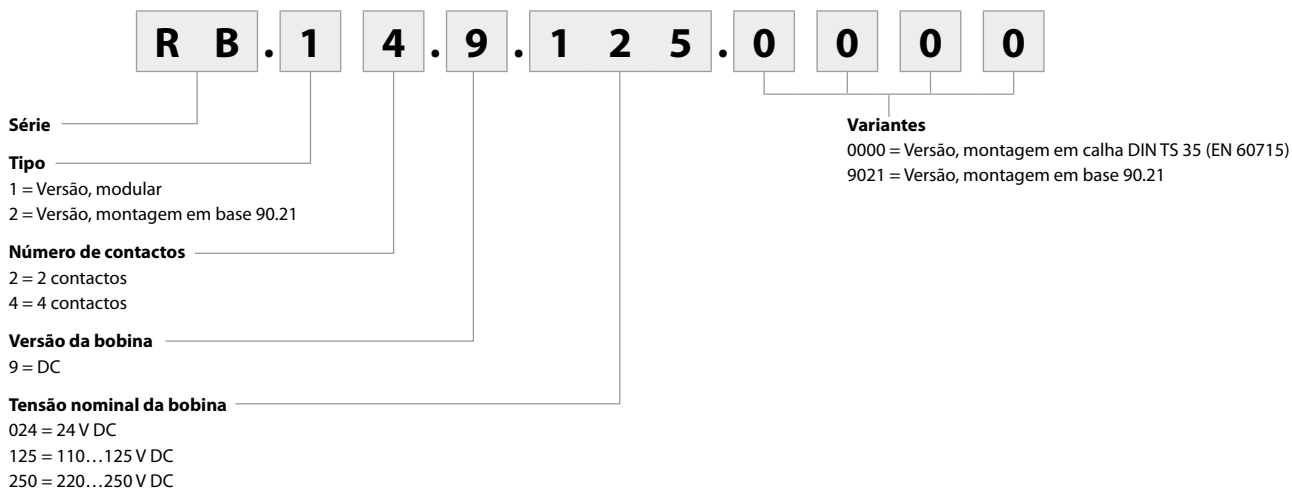 R B . 1 4 . 9 . 1 2 5 . 0 0 0 0
Série
Tipo
1 = Versão, modular
2 = Versão, montagem em base 90.21
Número de contactos
2 = 2 contactos
4 = 4 contactos
Versão da bobina
9 = DC
Tensão nominal da bobina
024 = 24 V DC
125 = 110…125 V DC
250 = 220…250 V DC
Variantes
0000 = Versão, montagem em calha DIN TS 35 (EN 60715)
9021 = Versão, montagem em base 90.21